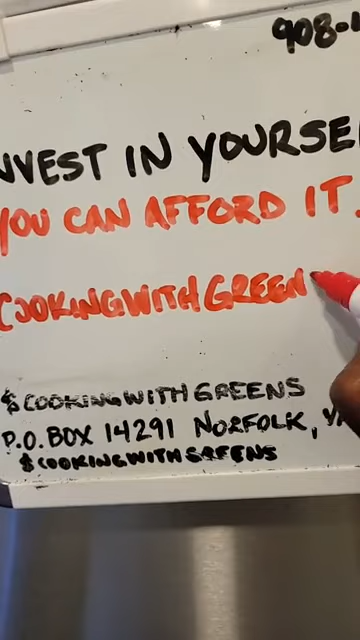 908-
NVEST IN YOURSE
YOU CAN AFFORD IT.
COOKINGWITHGREEN
$COOKINGWITHGREENS
P.O. BOX 14291 NORFOLK, VA
$COOKINGWITHGREENS